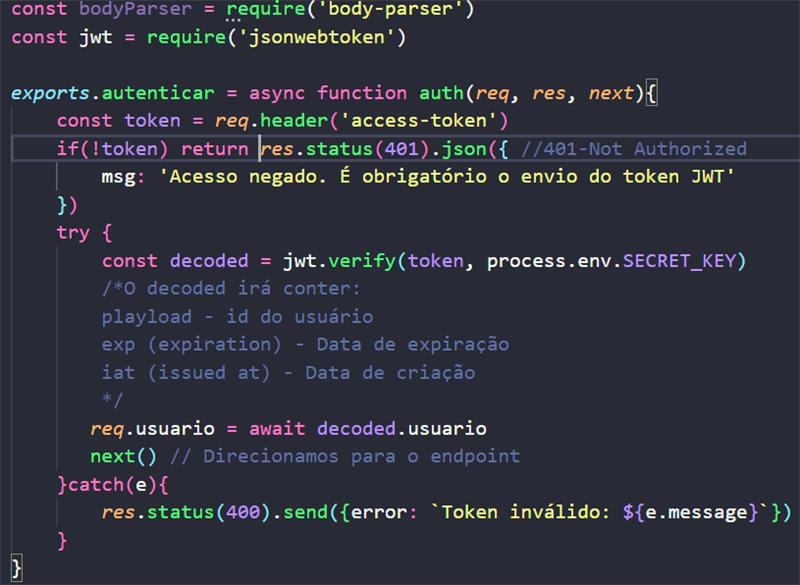 const bodyParser = require('body-parser')
const jwt = require('jsonwebtoken')
exports.autenticar = async function auth(req, res, next){
const token = req.header('access-token')
if(!token) return res.status(401).json({ //401-Not Authorized
msg: 'Acesso negado. É obrigatório o envio do token JWT'
})
try {
const decoded = jwt.verify(token, process.env.SECRET_KEY)
/*O decoded irá conter:
playload - id do usuário
exp (expiration) - Data de expiração
iat (issued at) - Data de criação
*/
req.usuario = await decoded.usuario
next() // Direcionamos para o endpoint
}catch(e){
res.status(400).send({error: `Token inválido: ${e.message}`})
}
}